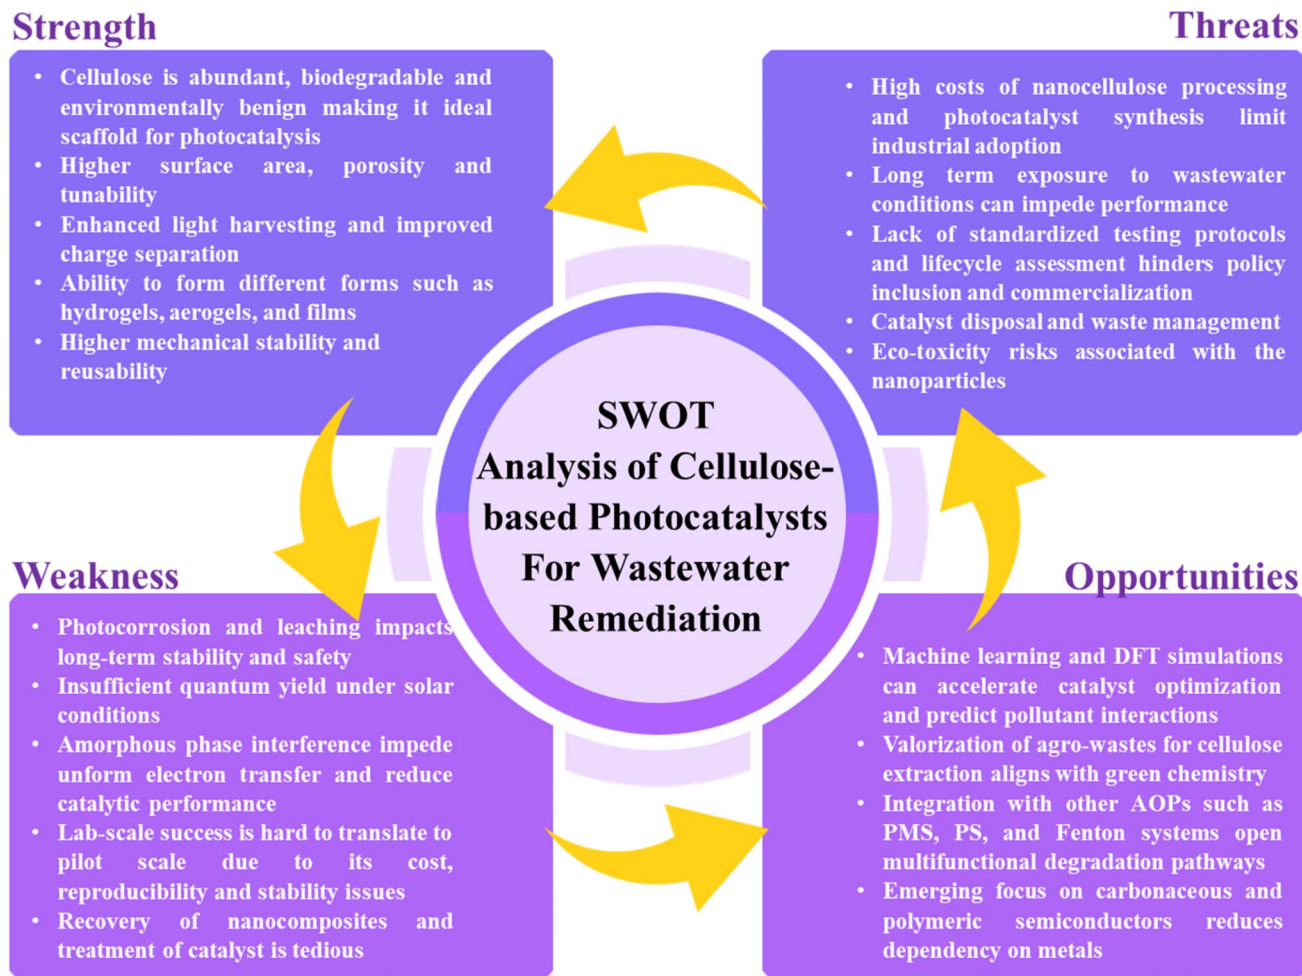 Strength
• Cellulose is abundant, biodegradable and
environmentally benign making it ideal
scaffold for photocatalysis
• Higher surface area, porosity and
tunability
• Enhanced light harvesting and improved
charge separation
• Ability to form different forms such as
hydrogels, aerogels, and films
• Higher mechanical stability and
reusability
Threats
• High costs of nanocellulose processing
and photocatalyst synthesis limit
industrial adoption
• Long term exposure to wastewater
conditions can impede performance
• Lack of standardized testing protocols
and lifecycle assessment hinders policy
inclusion and commercialization
• Catalyst disposal and waste management
• Eco-toxicity risks associated with the
nanoparticles
SWOT
Analysis of Cellulose-
based Photocatalysts
For Wastewater
Remediation
Weakness
• Photocorrosion and leaching impacts
long-term stability and safety
• Insufficient quantum yield under solar
conditions
• Amorphous phase interference impede
unform electron transfer and reduce
catalytic performance
• Lab-scale success is hard to translate to
pilot scale due to its cost,
reproducibility and stability issues
• Recovery of nanocomposites and
treatment of catalyst is tedious
Opportunities
• Machine learning and DFT simulations
can accelerate catalyst optimization
and predict pollutant interactions
• Valorization of agro-wastes for cellulose
extraction aligns with green chemistry
• Integration with other AOPs such as
PMS, PS, and Fenton systems open
multifunctional degradation pathways
• Emerging focus on carbonaceous and
polymeric semiconductors reduces
dependency on metals